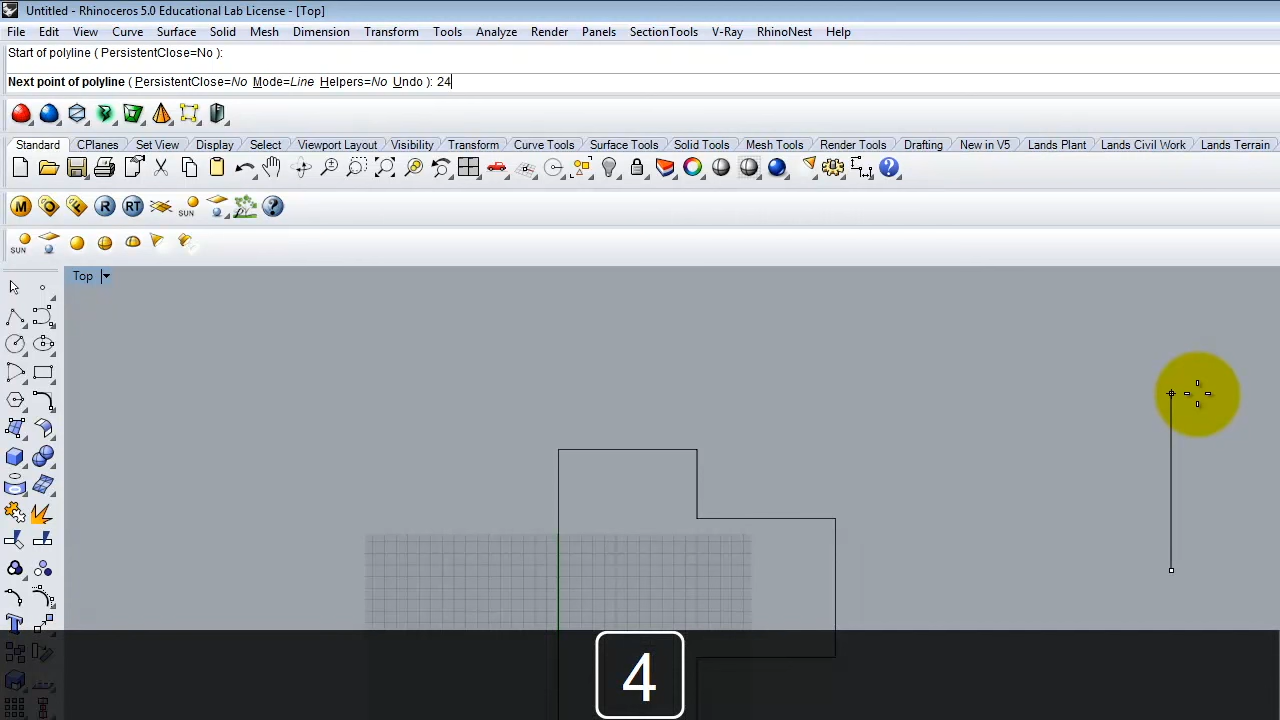 Untitled - Rhinoceros 5.0 Educational Lab License - [Top]
File Edit View Curve Surface Solid Mesh Dimension Transform Tools Analyze Render Panels SectionTools V-Ray RhinoNest Help
Start of polyline ( PersistentClose=No ):
Next point of polyline ( PersistentClose=No Mode=Line Helpers=No Undo ): 24
Standard CPlanes Set View Display Select Viewport Layout Visibility Transform Curve Tools Surface Tools Solid Tools Mesh Tools Render Tools Drafting New in V5 Lands Plant Lands Civil Work Lands Terrain
M O F R RT SUN ?
SUN
Top
4